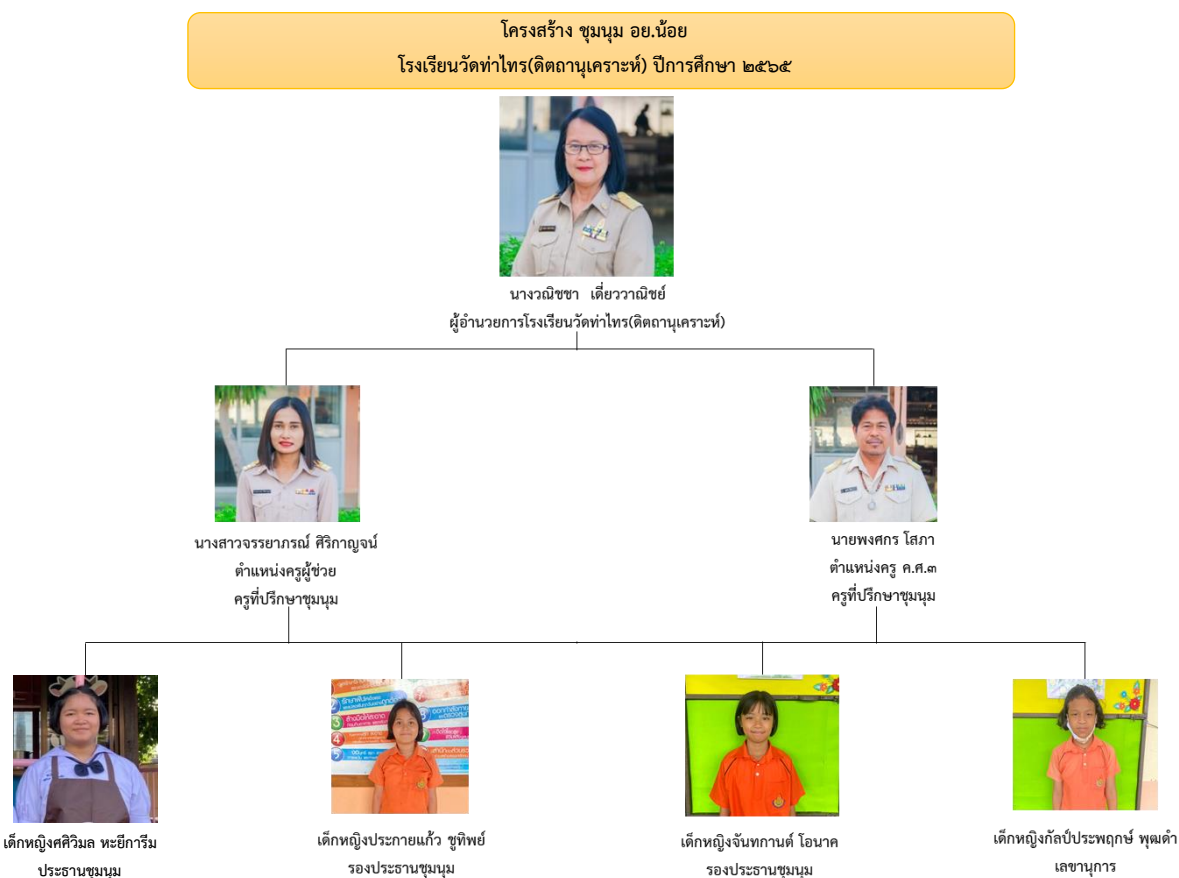 โครงสร้าง ชุมนุม อย.น้อย
โรงเรียนวัดท่าไทร(ดิตถานุเคราะห์) ปีการศึกษา ๒๕๖๕
นางวณิชชา เดี่ยววาณิชย์
ผู้อำนวยการโรงเรียนวัดท่าไทร(ดิตถานุเคราะห์)
นางสาวจรรยาภรณ์ ศิริกาญจน์
ตำแหน่งครูผู้ช่วย
ครูที่ปรึกษาชุมนุม
นายพงศกร โสภา
ตำแหน่งครู ค.ศ.๓
ครูที่ปรึกษาชุมนุม
เด็กหญิงศศิวิมล หะยีการีม
ประธานชุมนุม
เด็กหญิงประกายแก้ว ชูทิพย์
รองประธานชุมนุม
เด็กหญิงจันทกานต์ โอนาค
รองประธานชุมนุม
เด็กหญิงกัลป์ประพฤกษ์ พุฒดำ
เลขานุการ